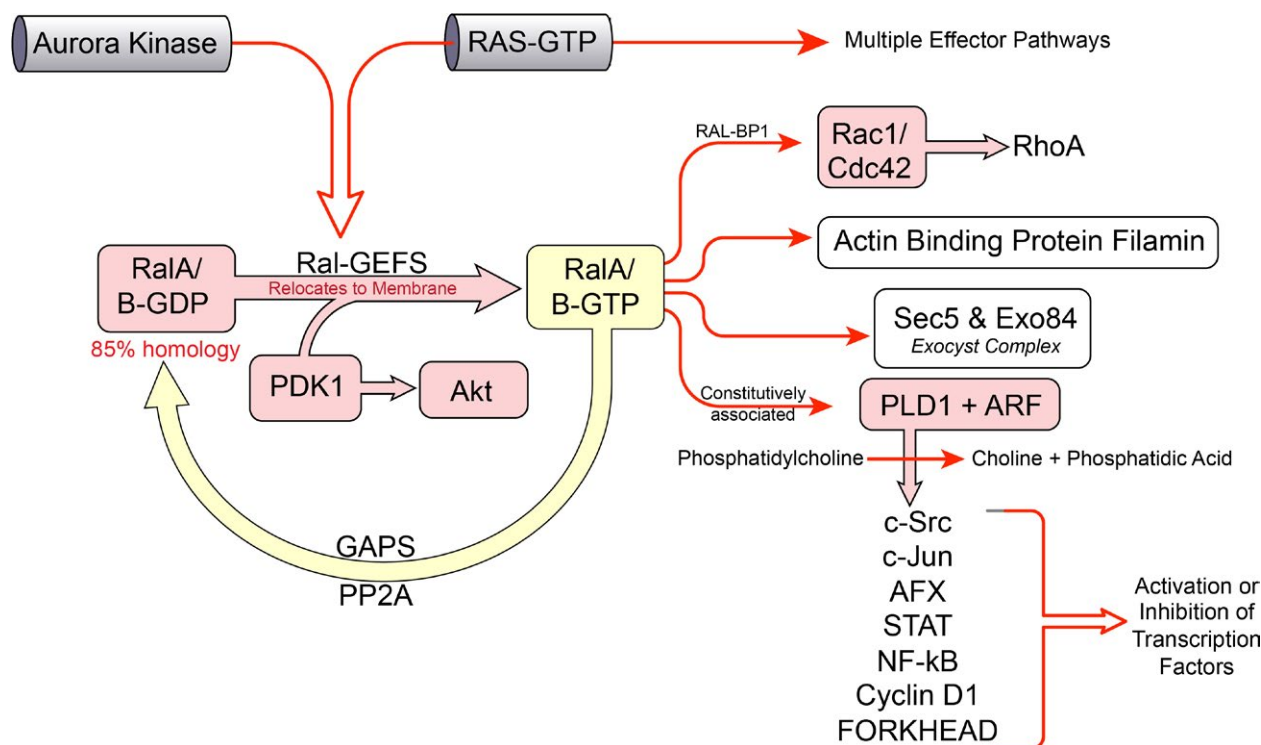 Aurora Kinase
RAS-GTP
Multiple Effector Pathways
RAL-BP1
Rac1/
Cdc42
RhoA
Actin Binding Protein Filamin
RalA/
B-GDP
85% homology
Ral-GEFS
Relocates to Membrane
RalA/
B-GTP
Sec5 & Exo84
Exocyst Complex
PDK1
Akt
Constitutively
associated
PLD1 + ARF
Phosphatidylcholine
Choline + Phosphatidic Acid
GAPS
PP2A
c-Src
c-Jun
AFX
STAT
NF-kB
Cyclin D1
FORKHEAD
Activation or
Inhibition of
Transcription
Factors